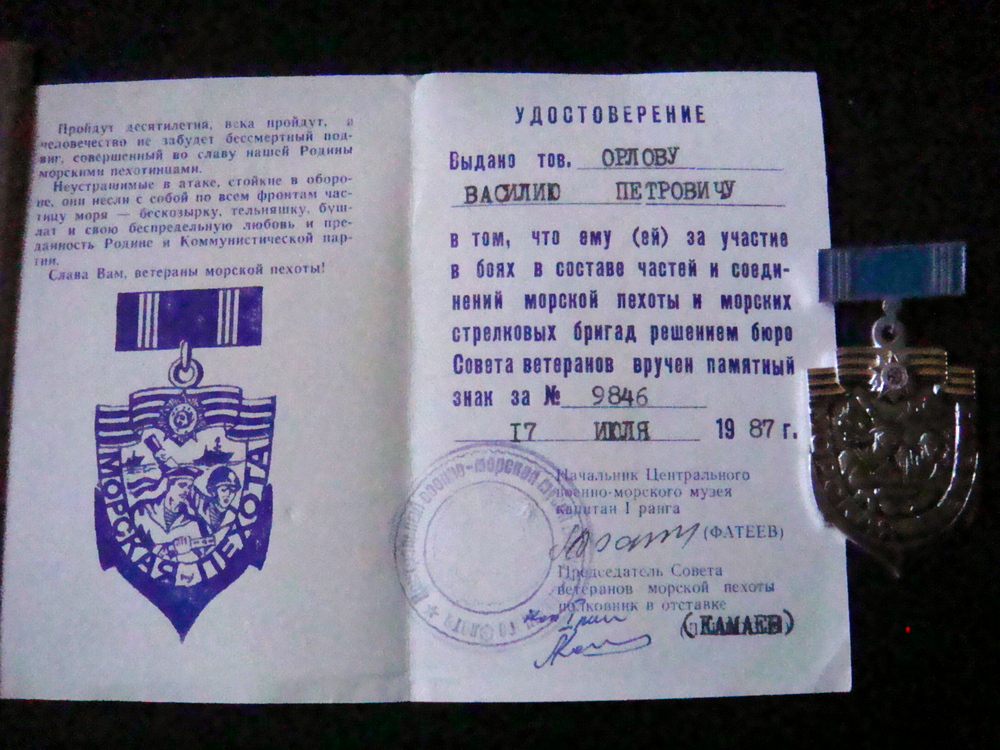 Пройдут десятилетия, века пройдут, а
человечество не забудет бессмертный под-
виг, совершенный во славу нашей Родины
морскими пехотинцами.
Неустрашимые в атаке, стойкие в оборо-
не, они несли с собой по всем фронтам час-
тицу моря — бескозырку, тельняшку, буш-
лат и свою беспредельную любовь и пре-
данность Родине и Коммунистической пар-
тии.
Слава Вам, ветераны морской пехоты!
МОРСКАЯ ПЕХОТА
УДОСТОВЕРЕНИЕ
Выдано тов. ОРЛОВУ
ВАСИЛИЮ ПЕТРОВИЧУ
в том, что ему (ей) за участие
в боях в составе частей и соеди-
нений морской пехоты и морских
стрелковых бригад решением бюро
Совета ветеранов вручен памятный
знак за № 9846
I7 ИЮЛЯ 19 87 г.
Начальник Центрального
военно-морского музея
капитан I ранга
(ФАТЕЕВ)
Председатель Совета
ветеранов морской пехоты
полковник в отставке
(КАМАЕВ)
военно-морской